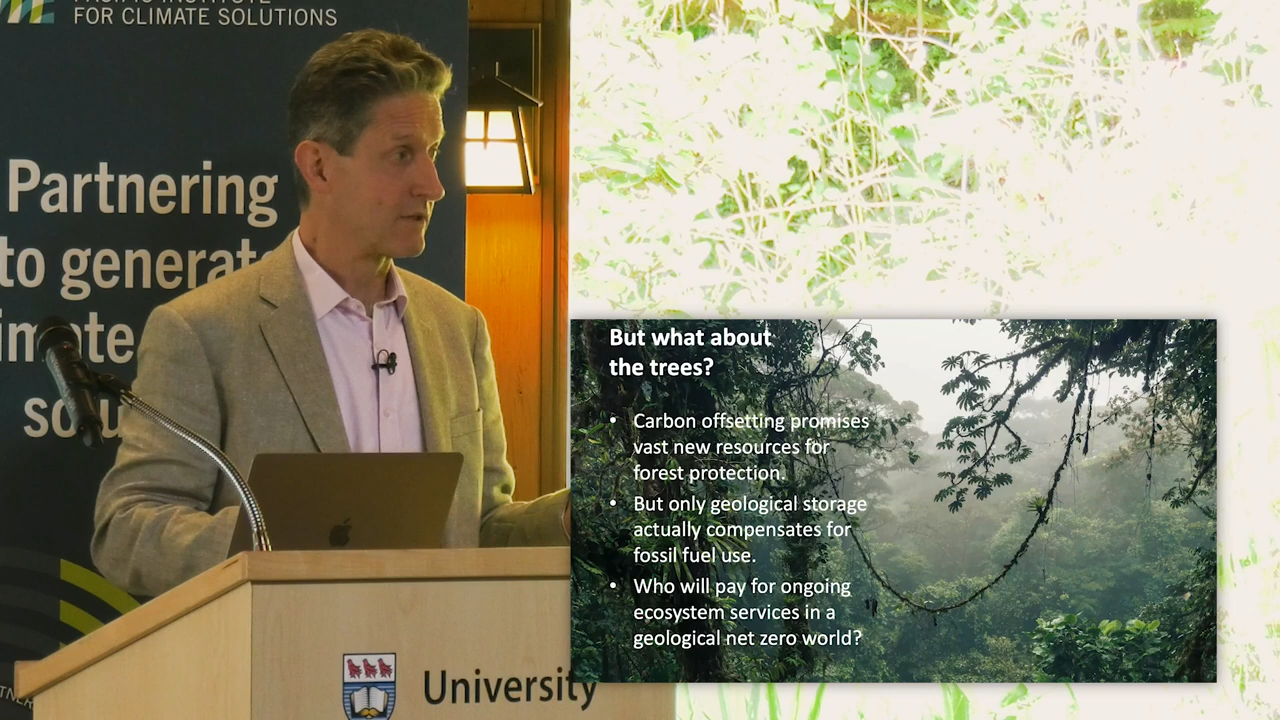 FOR CLIMATE SOLUTIONS
Partnering
to generat
imate
solu
But what about
the trees?
• Carbon offsetting promises
vast new resources for
forest protection.
• But only geological storage
actually compensates for
fossil fuel use.
• Who will pay for ongoing
ecosystem services in a
geological net zero world?
University